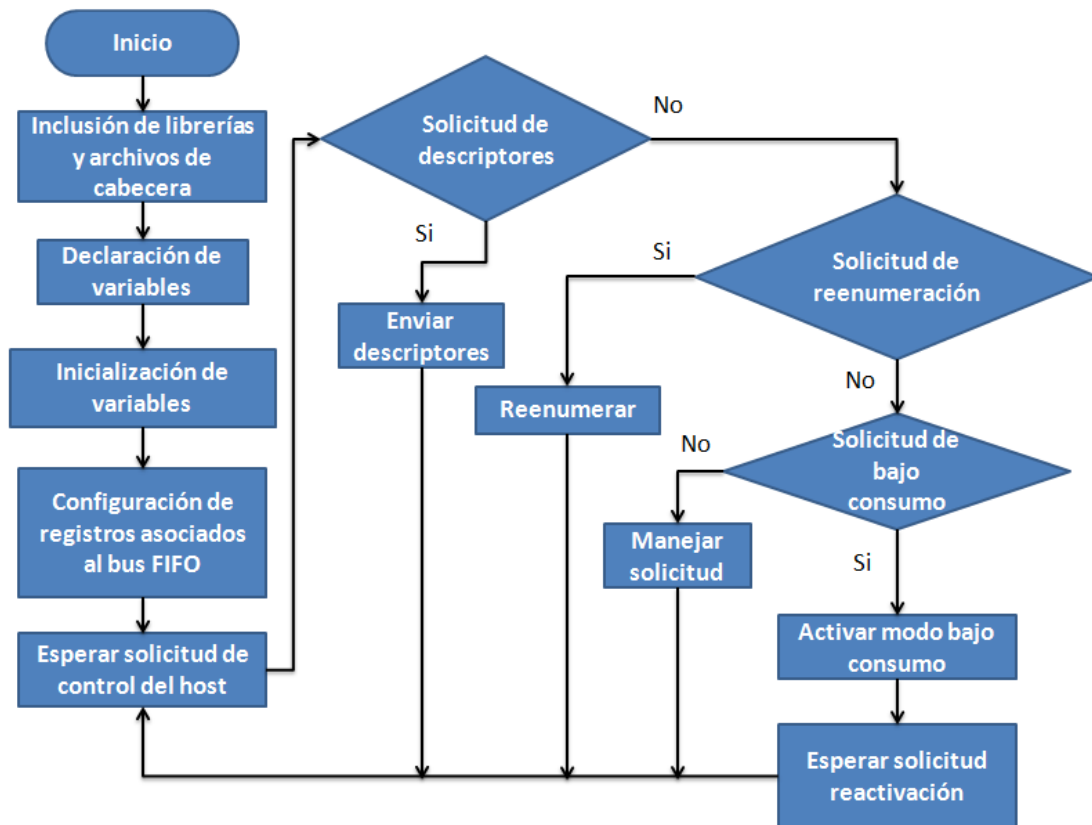 Inicio
Inclusión de librerías
y archivos de
cabecera
Declaración de
variables
Inicialización de
variables
Configuración de
registros asociados
al bus FIFO
Esperar solicitud de
control del host
Solicitud de
descriptores
No
Si
Enviar
descriptores
Solicitud de
reenumeración
Si
Reenumerar
No
Solicitud de
bajo
consumo
No
Manejar
solicitud
Si
Activar modo bajo
consumo
Esperar solicitud
reactivación